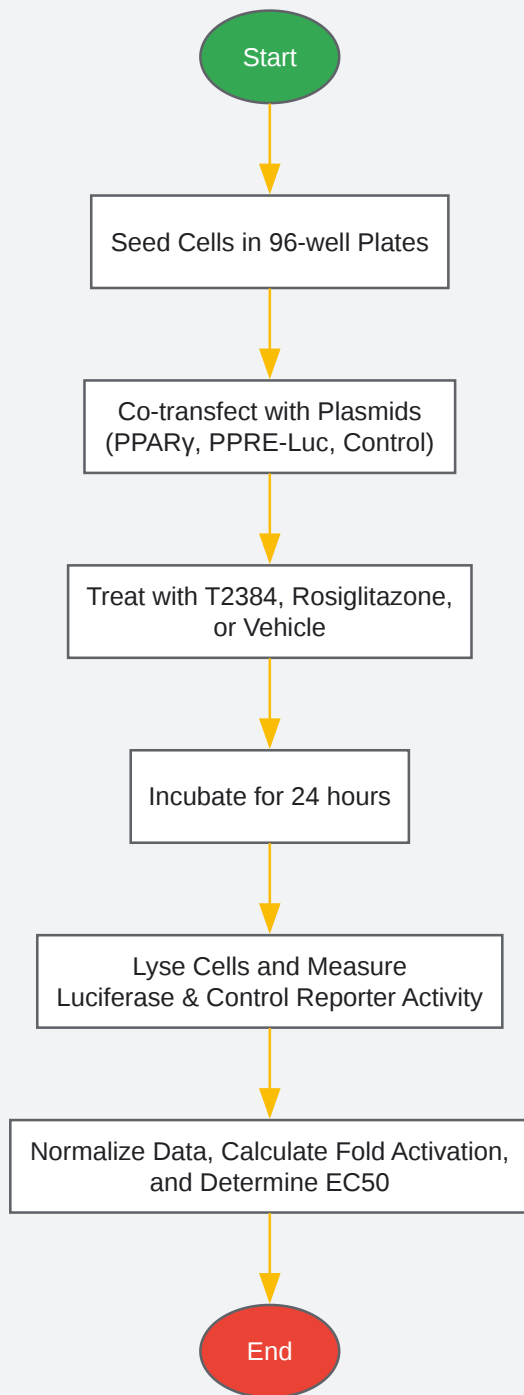 Start
Seed Cells in 96-well Plates
Co-transfect with Plasmids
(PPARγ, PPRE-Luc, Control)
Treat with T2384, Rosiglitazone,
or Vehicle
Incubate for 24 hours
Lyse Cells and Measure
Luciferase & Control Reporter Activity
Normalize Data, Calculate Fold Activation,
and Determine EC50
End